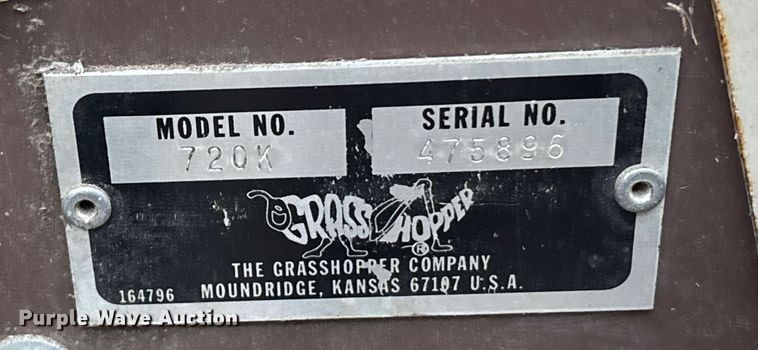 MODEL NO.
SERIAL NO.
720K
475896
GRASSHOPPER®
THE GRASSHOPPER COMPANY
MOUNDRIDGE, KANSAS 67107 U.S.A.
164796
Purple Wave Auction